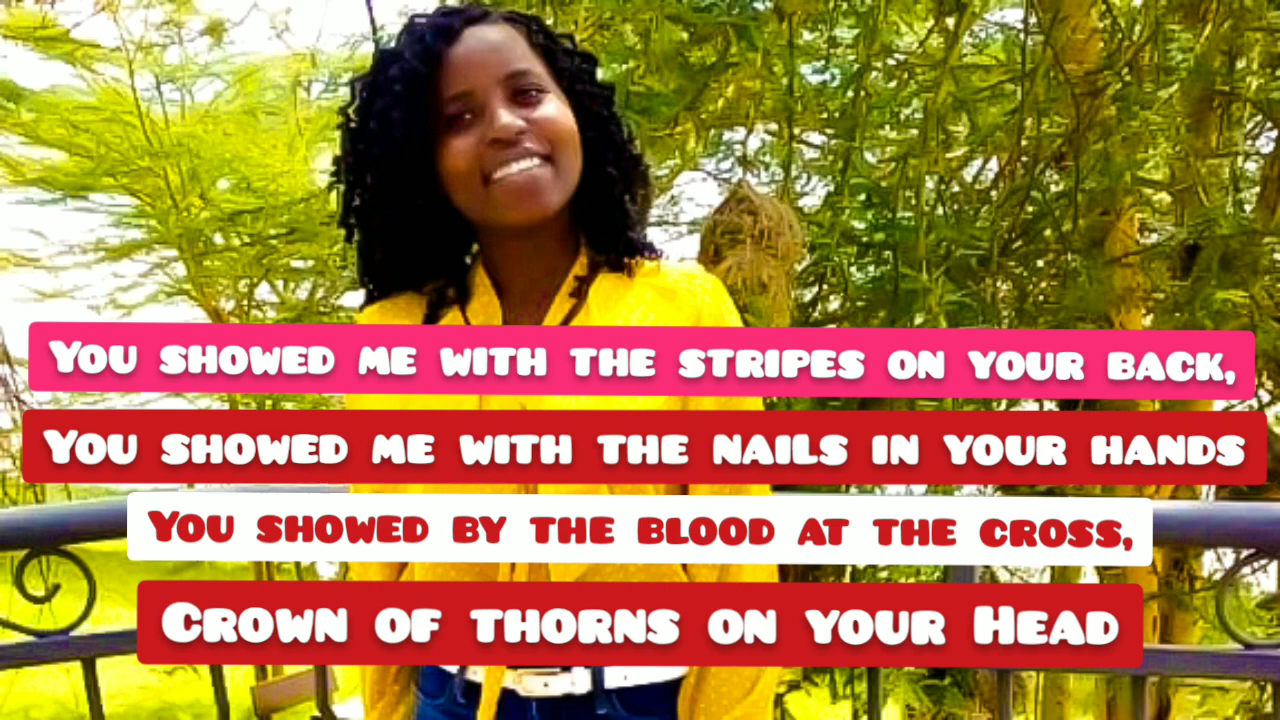 You showed me with the stripes on your back,
You showed me with the nails in your hands
You showed by the blood at the cross,
Crown of thorns on your Head